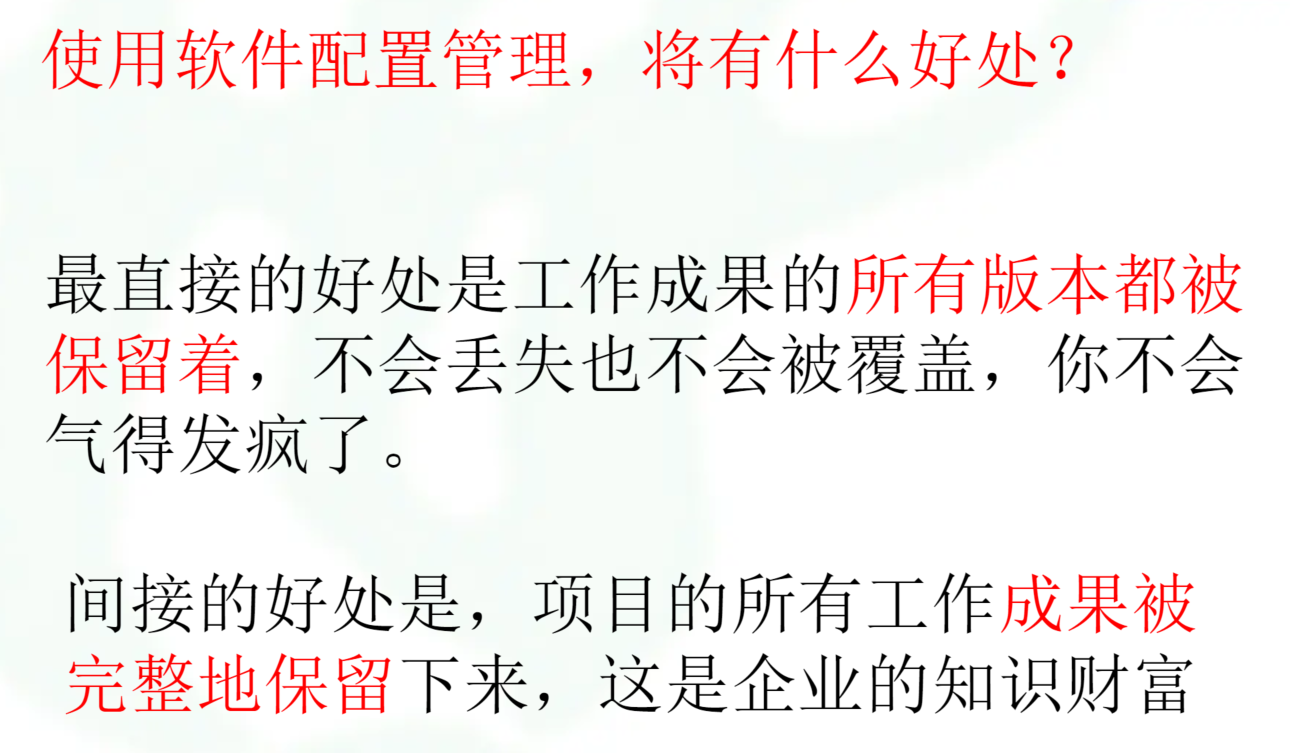 使用软件配置管理，将有什么好处？
最直接的好处是工作成果的所有版本都被
保留着，不会丢失也不会被覆盖，你不会
气得发疯了。
间接的好处是，项目的所有工作成果被
完整地保留下来，这是企业的知识财富